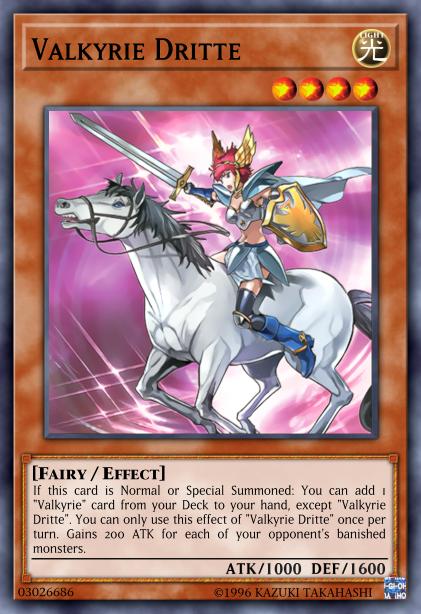 Valkyrie Dritte
LIGHT
光
[Fairy / Effect]
If this card is Normal or Special Summoned: You can add 1
"Valkyrie" card from your Deck to your hand, except "Valkyrie
Dritte". You can only use this effect of "Valkyrie Dritte" once per
turn. Gains 200 ATK for each of your opponent's banished
monsters.
ATK/1000 DEF/1600
03026686
©1996 KAZUKI TAKAHASHI